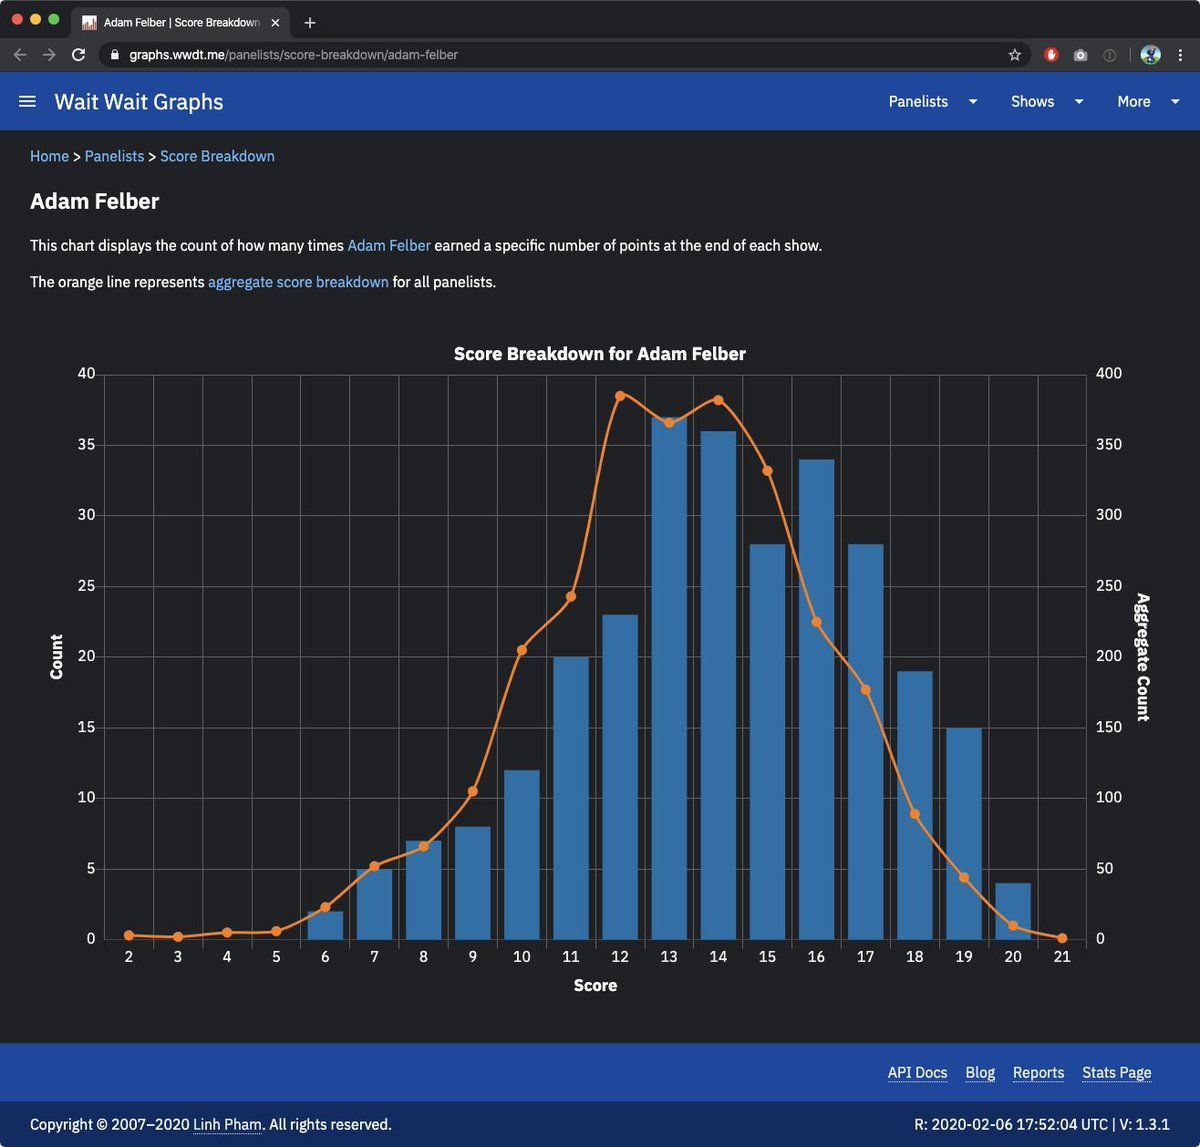 Adam Felber | Score Breakdown
graphs.wwdt.me/panelists/score-breakdown/adam-felber
Wait Wait Graphs
Panelists
Shows
More
Home > Panelists > Score Breakdown
Adam Felber
This chart displays the count of how many times Adam Felber earned a specific number of points at the end of each show.
The orange line represents aggregate score breakdown for all panelists.
Score Breakdown for Adam Felber
40 400
35 350
30 300
25 250
20 200
15 150
10 100
5 50
0 0
Count
Aggregate Count
2 3 4 5 6 7 8 9 10 11 12 13 14 15 16 17 18 19 20 21
Score
API Docs Blog Reports Stats Page
Copyright © 2007–2020 Linh Pham. All rights reserved.
R: 2020-02-06 17:52:04 UTC | V: 1.3.1